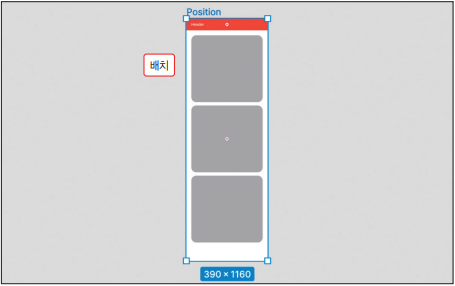 Position
Header
배치
390 × 1160